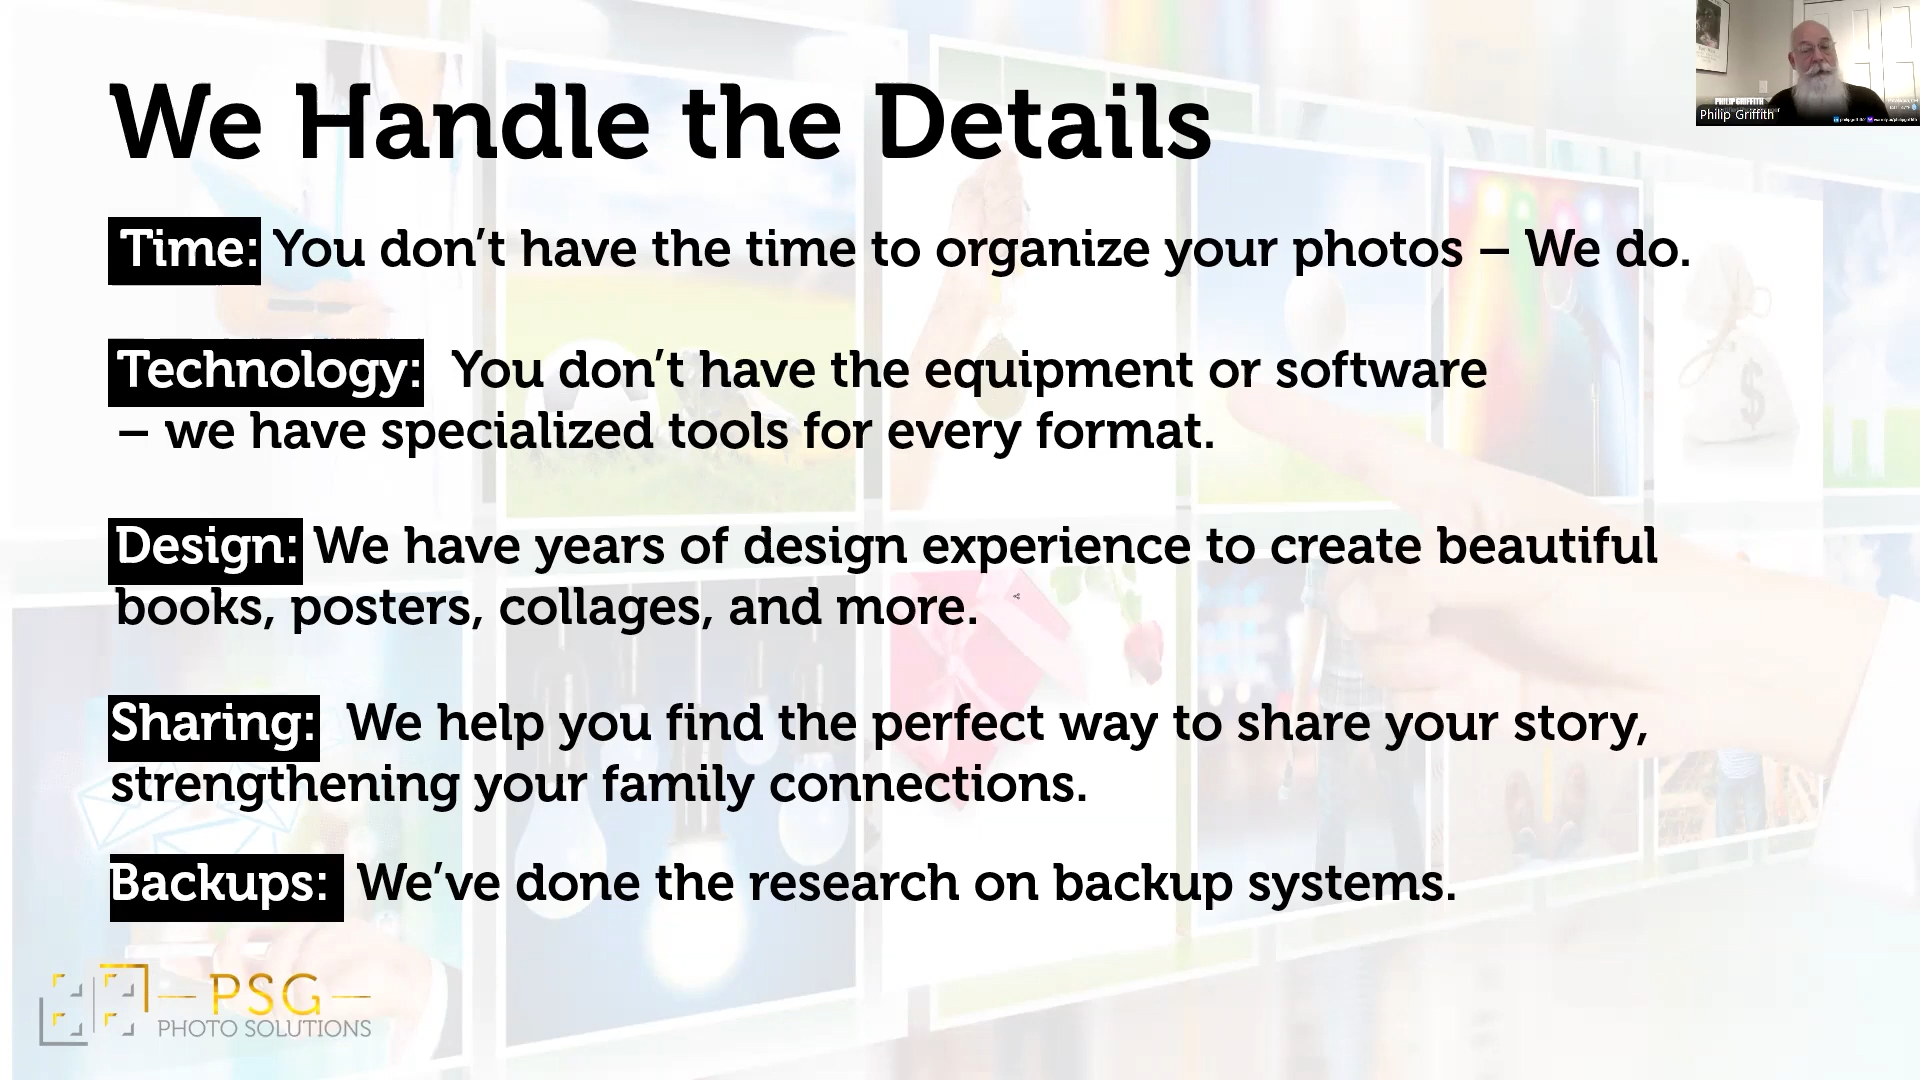 We Handle the Details
Time: You don’t have the time to organize your photos – We do.
Technology: You don’t have the equipment or software
– we have specialized tools for every format.
Design: We have years of design experience to create beautiful
books, posters, collages, and more.
Sharing: We help you find the perfect way to share your story,
strengthening your family connections.
Backups: We’ve done the research on backup systems.
PSG
PHOTO SOLUTIONS
PHILIP GRIFFITH
Philip Griffith
$